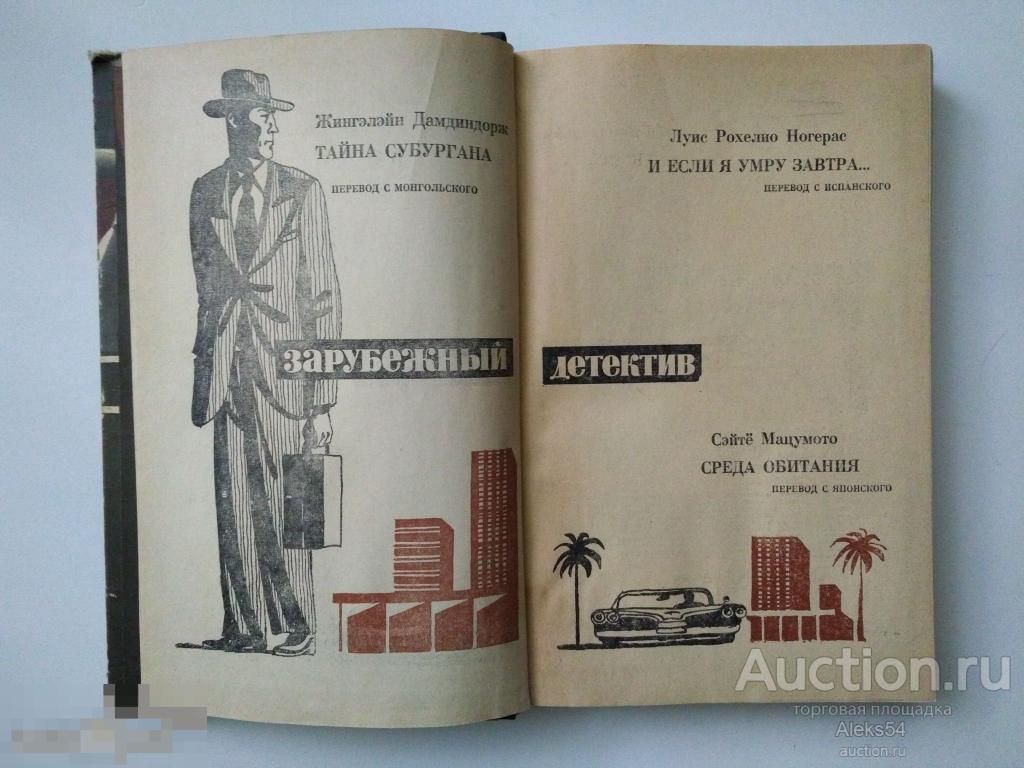 Жингэлэйн Дамдиндорж
ТАЙНА СУБУРГАНА
ПЕРЕВОД С МОНГОЛЬСКОГО
зарубежный
Луис Рохелио Ногерас
И ЕСЛИ Я УМРУ ЗАВТРА...
ПЕРЕВОД С ИСПАНСКОГО
детектив
Сэйтё Мацумото
СРЕДА ОБИТАНИЯ
ПЕРЕВОД С ЯПОНСКОГО
Auction.ru
торговая площадка
Aleks54
auction.ru